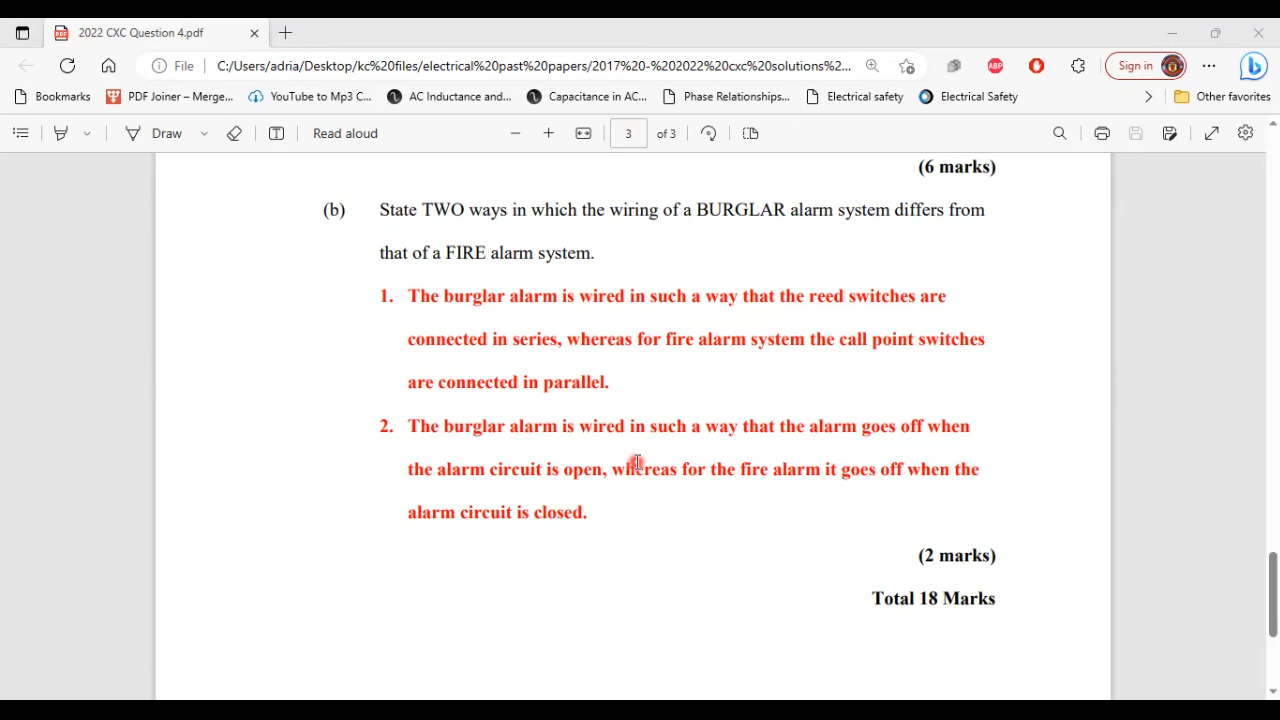 2022 CXC Question 4.pdf
File
C:/Users/adria/Desktop/kc%20files/electrical%20past%20papers/2017%20-%202022%20cxc%20solutions%2...
ABP
Sign in
Bookmarks
PDF Joiner – Merge...
YouTube to Mp3 C...
AC Inductance and...
Capacitance in AC...
Phase Relationships...
Electrical safety
Electrical Safety
Other favorites
Draw
Read aloud
3
of 3
(6 marks)
(b) State TWO ways in which the wiring of a BURGLAR alarm system differs from
that of a FIRE alarm system.
1. The burglar alarm is wired in such a way that the reed switches are
connected in series, whereas for fire alarm system the call point switches
are connected in parallel.
2. The burglar alarm is wired in such a way that the alarm goes off when
the alarm circuit is open, whereas for the fire alarm it goes off when the
alarm circuit is closed.
(2 marks)
Total 18 Marks